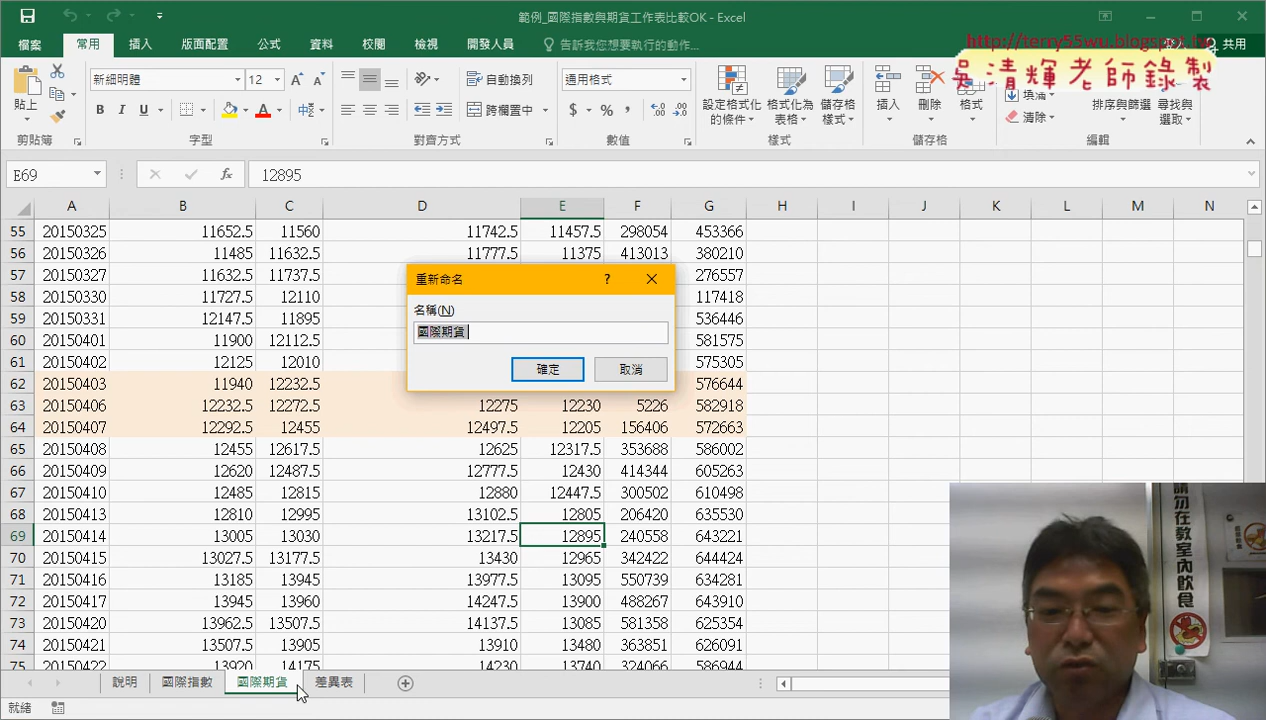 範例_國際指數與期貨工作表比較OK - Excel
檔案 常用 插入 版面配置 公式 資料 校閱 檢視 開發人員 告訴我您想要執行的動作... 共用
http://terry55wu.blogspot.tw
吳清輝老師錄製
貼上 新細明體 12 自動換列 通用格式 設定格式化的條件 格式化為表格 儲存格樣式 插入 刪除 格式 填滿 清除 排序與篩選 尋找與選取
B I U 跨欄置中 $ % ,
剪貼簿 字型 對齊方式 數值 樣式 儲存格 編輯
E69 fx 12895
A B C D E F G H I J K L M N
55 20150325 11652.5 11560 11742.5 11457.5 298054 453366
56 20150326 11485 11632.5 11777.5 11375 413013 380210
57 20150327 11632.5 11737.5 276557
58 20150330 11727.5 12110 117418
59 20150331 12147.5 11895 536446
60 20150401 11900 12112.5 581575
61 20150402 12125 12010 575305
62 20150403 11940 12232.5 576644
63 20150406 12232.5 12272.5 12275 12230 5226 582918
64 20150407 12292.5 12455 12497.5 12205 156406 572663
65 20150408 12455 12617.5 12625 12317.5 353688 586002
66 20150409 12620 12487.5 12777.5 12430 414344 605263
67 20150410 12485 12815 12880 12447.5 300502 610498
68 20150413 12810 12995 13102.5 12805 206420 635530
69 20150414 13005 13030 13217.5 12895 240558 643221
70 20150415 13027.5 13177.5 13430 12965 342422 644424
71 20150416 13185 13945 13977.5 13095 550739 634281
72 20150417 13945 13960 14247.5 13900 488267 643910
73 20150420 13962.5 13507.5 14137.5 13085 581358 625354
74 20150421 13507.5 13905 13910 13480 363851 626091
75 20150422 13920 14175 14230 13740 324066 586944
重新命名 ?
名稱(N)
國際期貨
確定 取消
說明 國際指數 國際期貨 差異表
就緒
請勿在教室內飲食